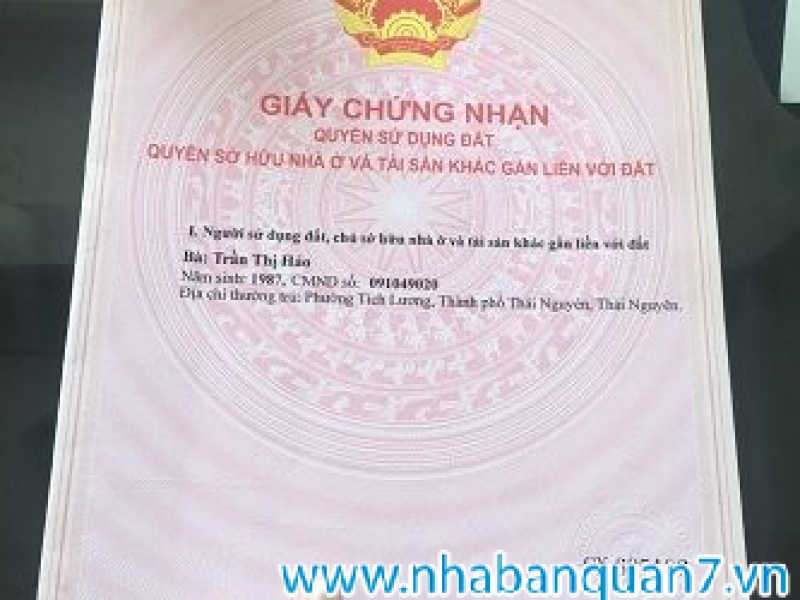 GIẤY CHỨNG NHẬN
QUYỀN SỬ DỤNG ĐẤT
QUYỀN SỞ HỮU NHÀ Ở VÀ TÀI SẢN KHÁC GẮN LIỀN VỚI ĐẤT
I. Người sử dụng đất, chủ sở hữu nhà ở và tài sản khác gắn liền với đất
Bà: Trần Thị Hảo
Năm sinh: 1987, CMND số: 091049020
Địa chỉ thường trú: Phường Tích Lương, Thành phố Thái Nguyên, Thái Nguyên.
www.nhabanquan7.vn